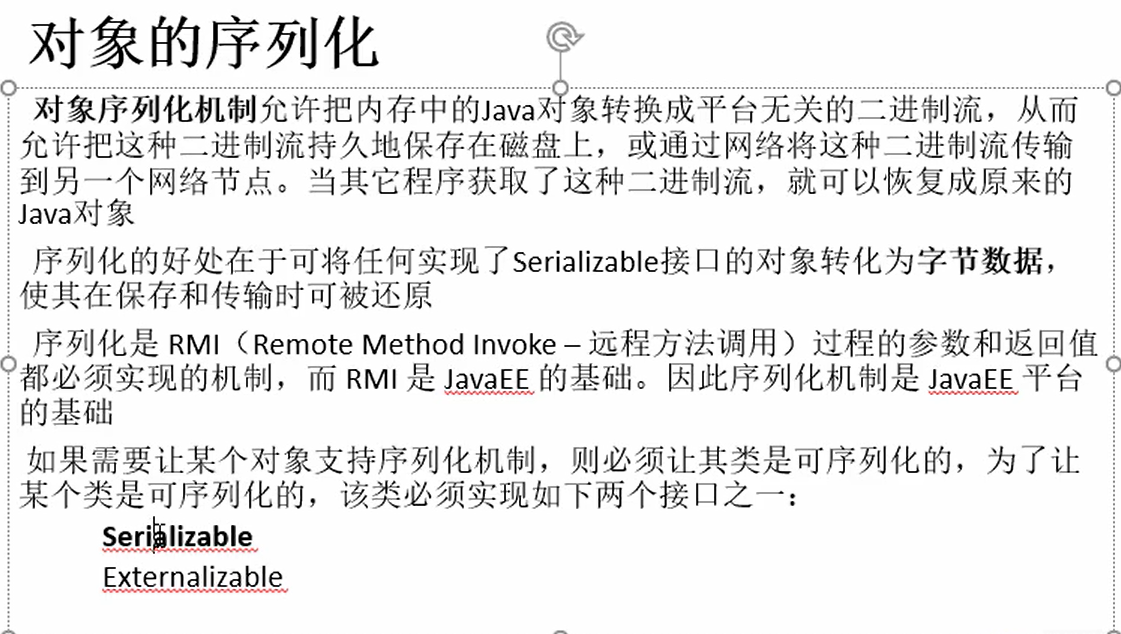 对象的序列化
对象序列化机制允许把内存中的Java对象转换成平台无关的二进制流，从而
允许把这种二进制流持久地保存在磁盘上，或通过网络将这种二进制流传输
到另一个网络节点。当其它程序获取了这种二进制流，就可以恢复成原来的
Java对象
序列化的好处在于可将任何实现了Serializable接口的对象转化为字节数据，
使其在保存和传输时可被还原
序列化是 RMI（Remote Method Invoke – 远程方法调用）过程的参数和返回值
都必须实现的机制，而 RMI 是 JavaEE 的基础。因此序列化机制是 JavaEE 平台
的基础
如果需要让某个对象支持序列化机制，则必须让其类是可序列化的，为了让
某个类是可序列化的，该类必须实现如下两个接口之一：
Serializable
Externalizable